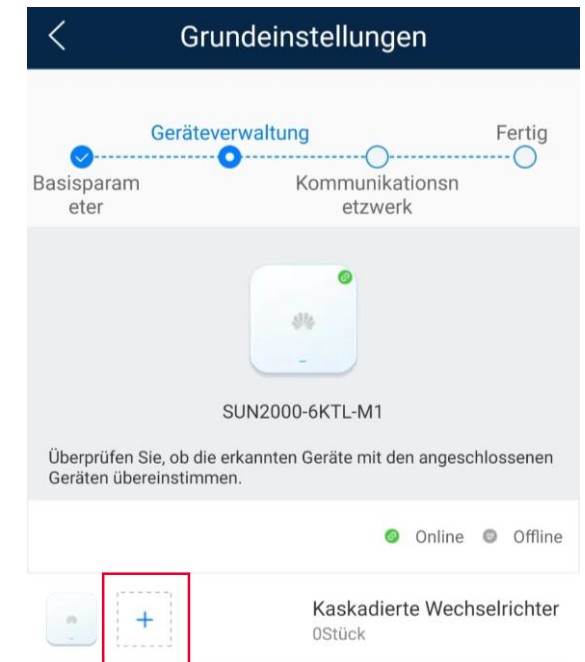 Grundeinstellungen
Geräteverwaltung
Fertig
Basisparam
eter
Kommunikationsn
etzwerk
SUN2000-6KTL-M1
Überprüfen Sie, ob die erkannten Geräte mit den angeschlossenen
Geräten übereinstimmen.
Online Offline
Kaskadierte Wechselrichter
0Stück